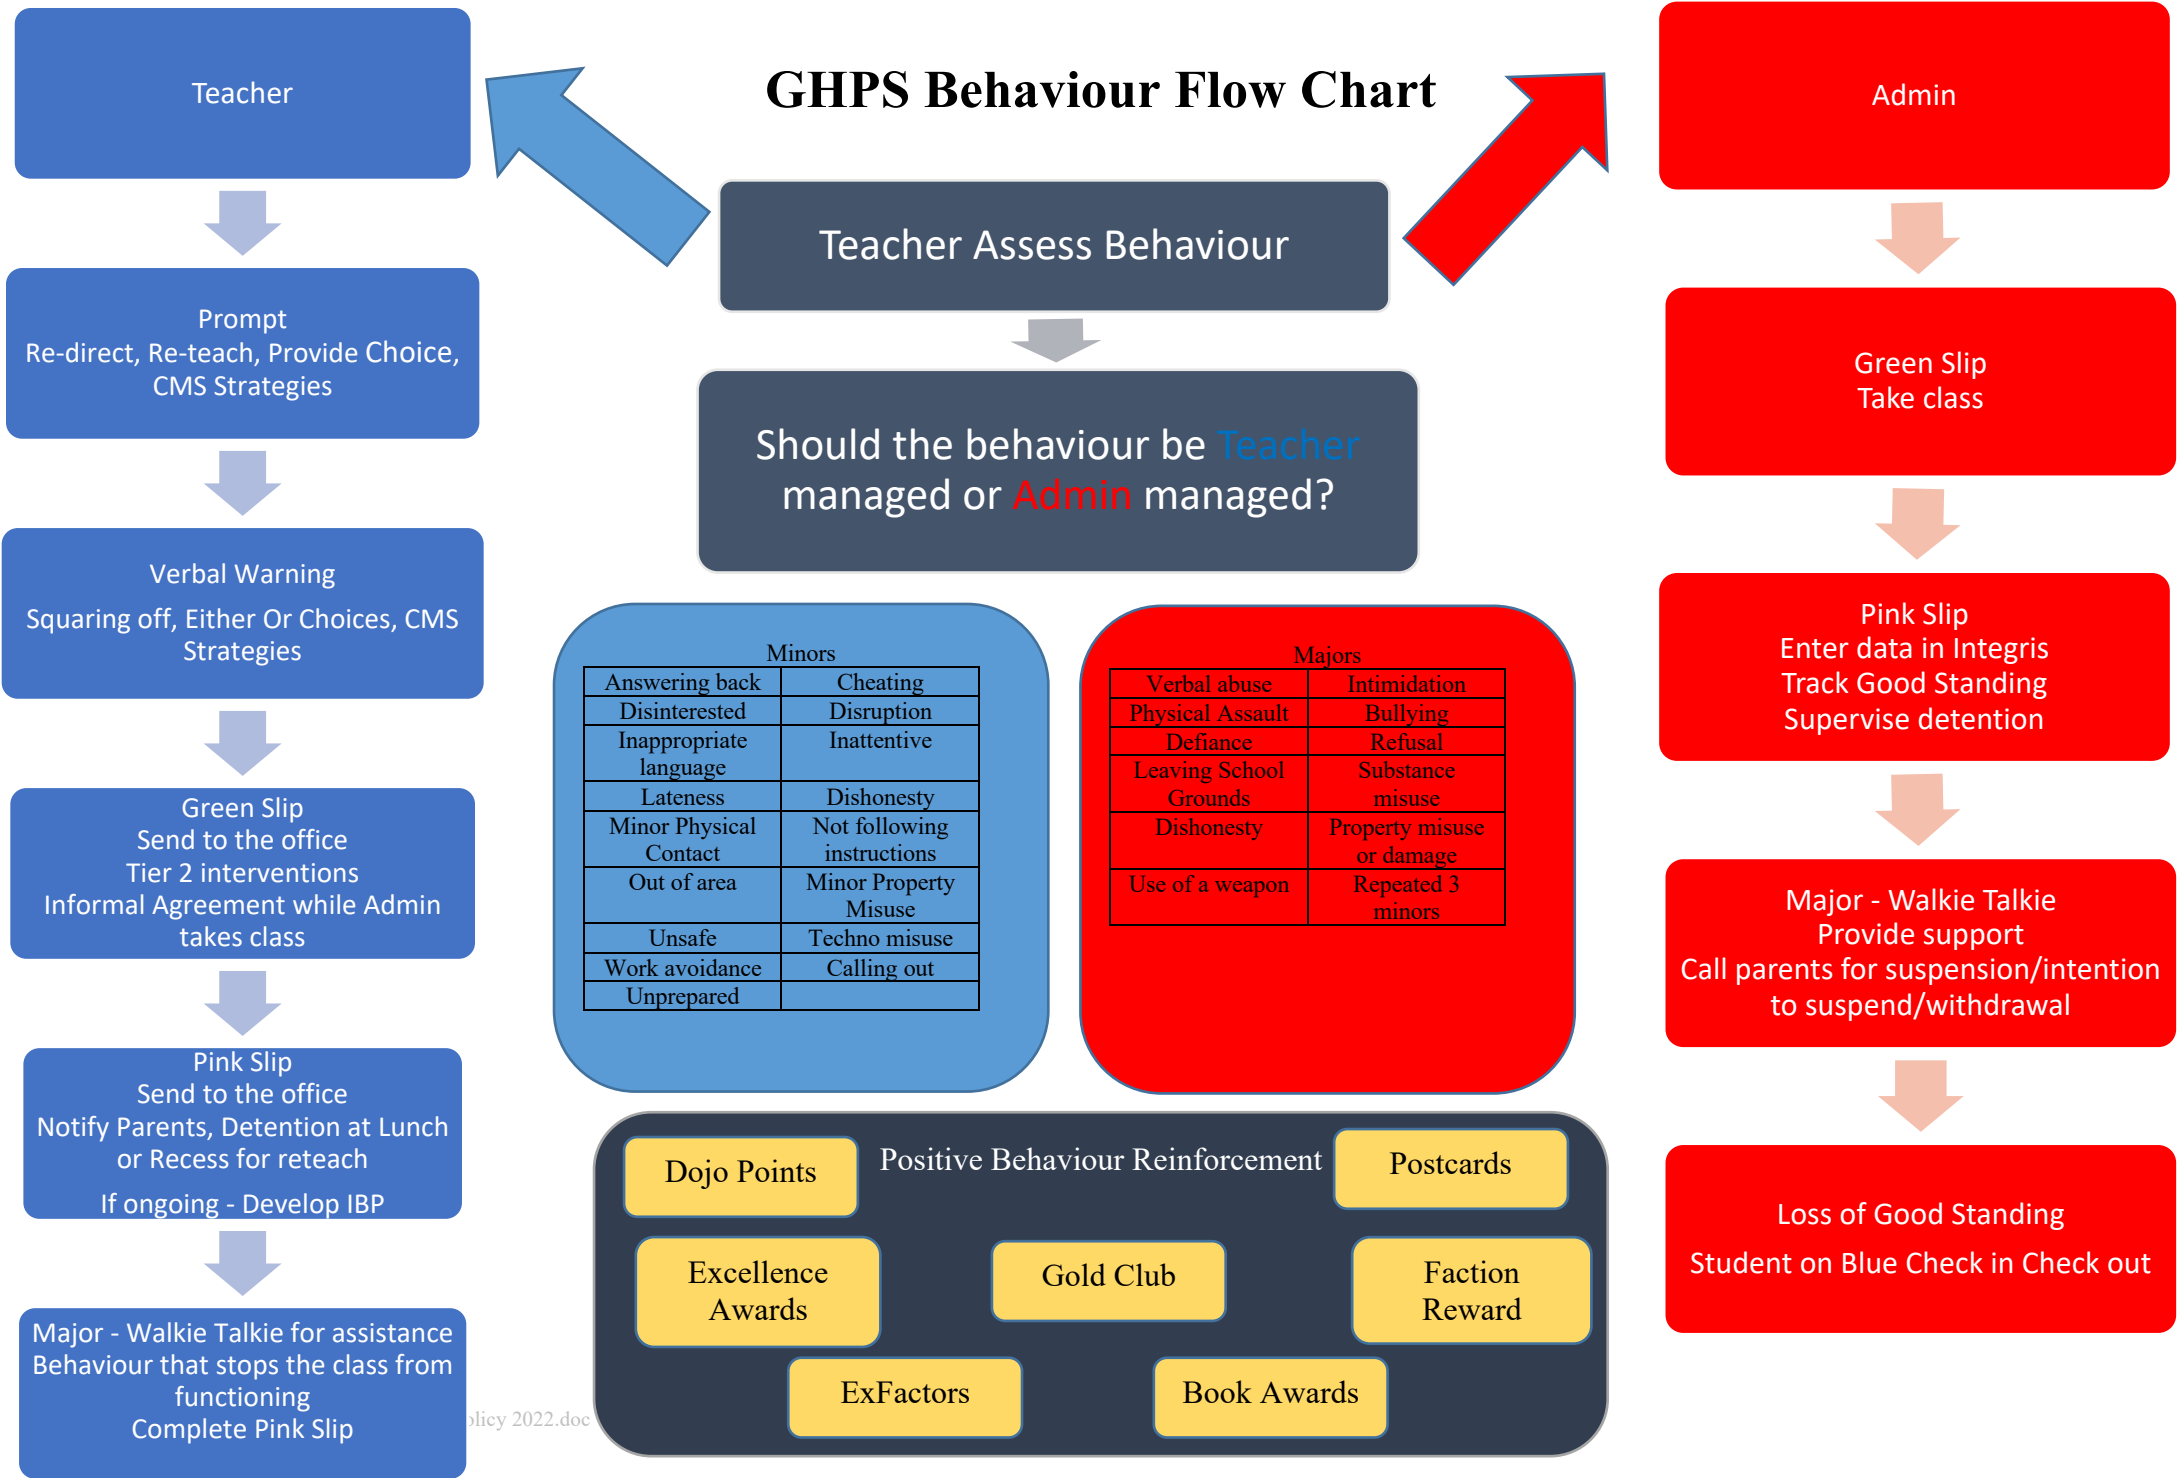 GHPS Behaviour Flow Chart
Teacher
Prompt
Re-direct, Re-teach, Provide Choice,
CMS Strategies
Verbal Warning
Squaring off, Either Or Choices, CMS
Strategies
Green Slip
Send to the office
Tier 2 interventions
Informal Agreement while Admin
takes class
Pink Slip
Send to the office
Notify Parents, Detention at Lunch
or Recess for reteach
If ongoing - Develop IBP
Major - Walkie Talkie for assistance
Behaviour that stops the class from
functioning
Complete Pink Slip
Teacher Assess Behaviour
Should the behaviour be Teacher
managed or Admin managed?
Minors
Answering back Cheating
Disinterested Disruption
Inappropriate Inattentive
language
Lateness Dishonesty
Minor Physical Not following
Contact instructions
Out of area Minor Property
Misuse
Unsafe Techno misuse
Work avoidance Calling out
Unprepared
Majors
Verbal abuse Intimidation
Physical Assault Bullying
Defiance Refusal
Leaving School Substance
Grounds misuse
Dishonesty Property misuse
or damage
Use of a weapon Repeated 3
minors
Positive Behaviour Reinforcement
Dojo Points
Postcards
Excellence
Awards
Gold Club
Faction
Reward
ExFactors
Book Awards
2022.doc
Admin
Green Slip
Take class
Pink Slip
Enter data in Integris
Track Good Standing
Supervise detention
Major - Walkie Talkie
Provide support
Call parents for suspension/intention
to suspend/withdrawal
Loss of Good Standing
Student on Blue Check in Check out